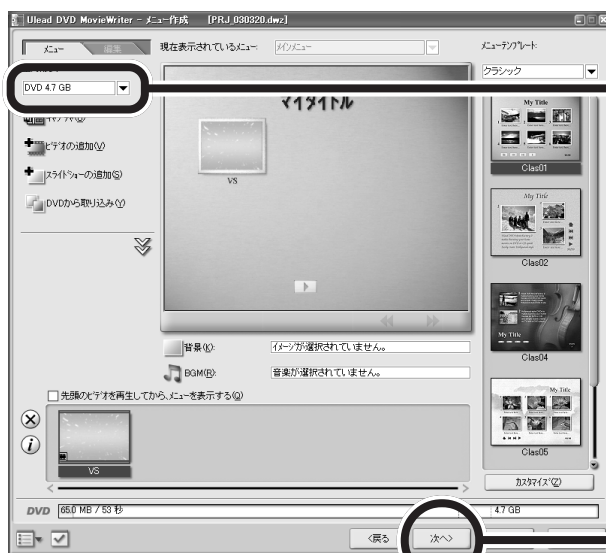 Ulead DVD MovieWriter - メニュー作成 [PRJ_030320.dwz]
メニュー
編集
現在表示されているメニュー:
メインメニュー
メニューテンプレート:
DVD 4.7 GB
クラシック
マイタイトル
VS
ビデオの追加(V)
スライドショーの追加(S)
DVDから取り込み(Y)
My Title
Clas01
My Title
Clas02
My Title
Clas04
My Title
Clas05
背景(K):
イメージが選択されていません。
BGM(R):
音楽が選択されていません。
先頭のビデオを再生してから、メニューを表示する(Q)
VS
カスタマイズ(Z)
DVD
65.0 MB / 53 秒
4.7 GB
<戻る
次へ>